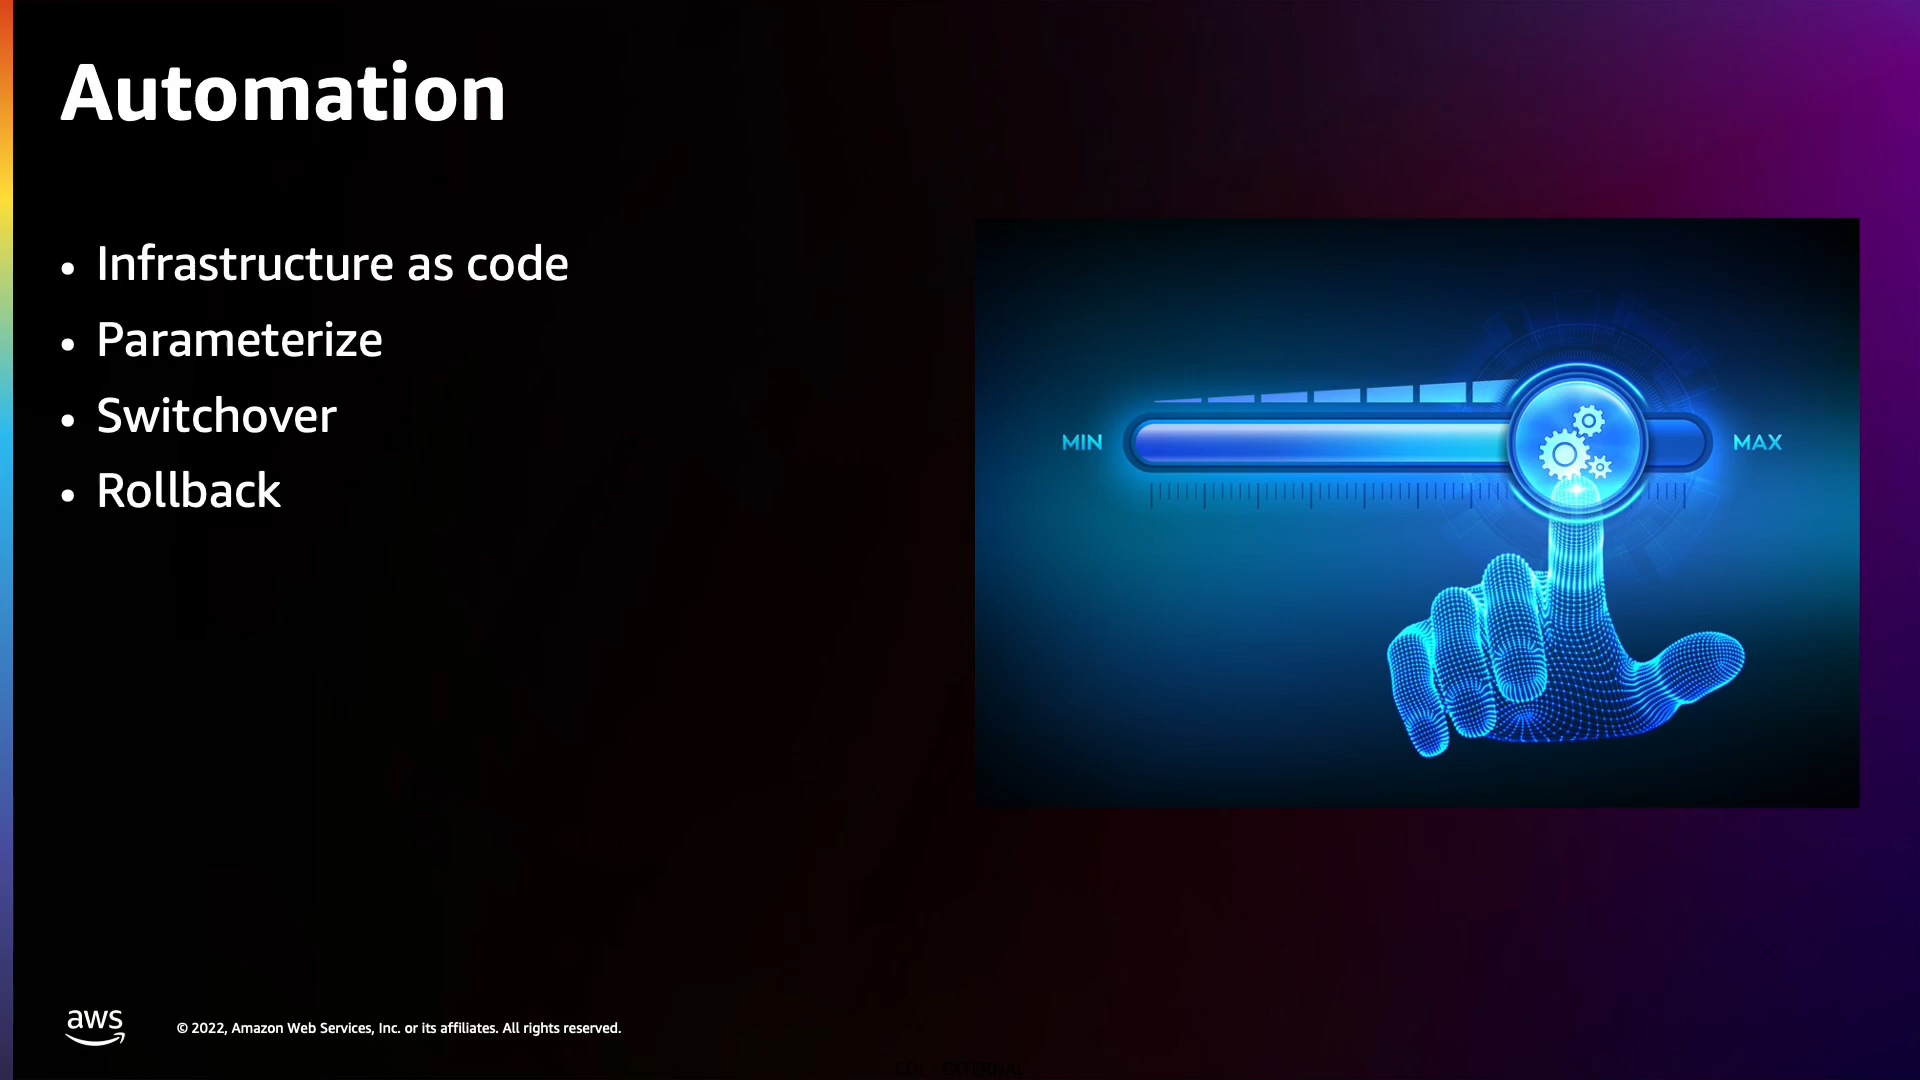 Automation
• Infrastructure as code
• Parameterize
• Switchover
• Rollback
MIN
MAX
aws
© 2022, Amazon Web Services, Inc. or its affiliates. All rights reserved.
EXTERNAL